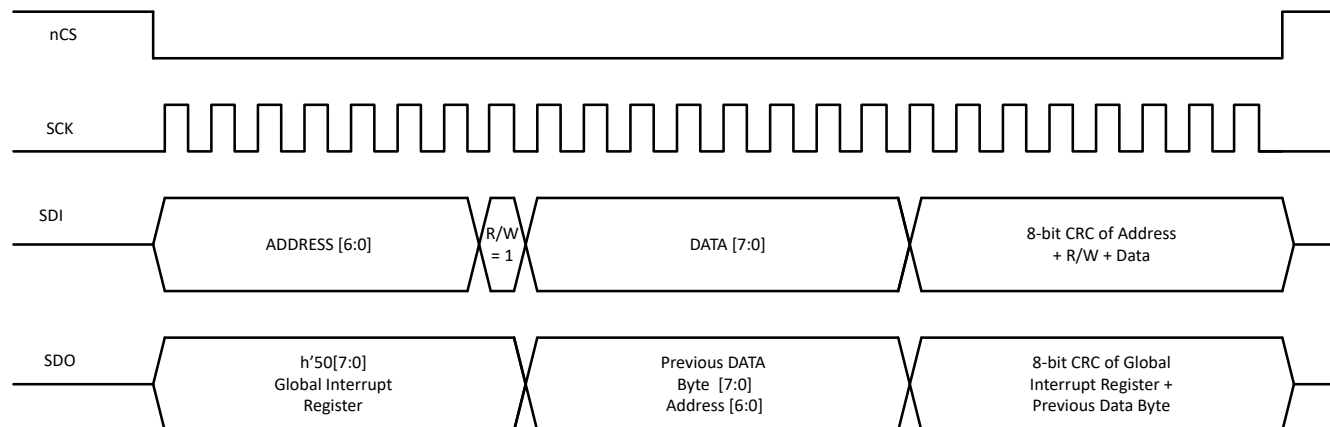 nCS
SCK
SDI
ADDRESS [6:0]
R/W
= 1
DATA [7:0]
8-bit CRC of Address
+ R/W + Data
SDO
h'50[7:0]
Global Interrupt
Register
Previous DATA
Byte [7:0]
Address [6:0]
8-bit CRC of Global
Interrupt Register +
Previous Data Byte